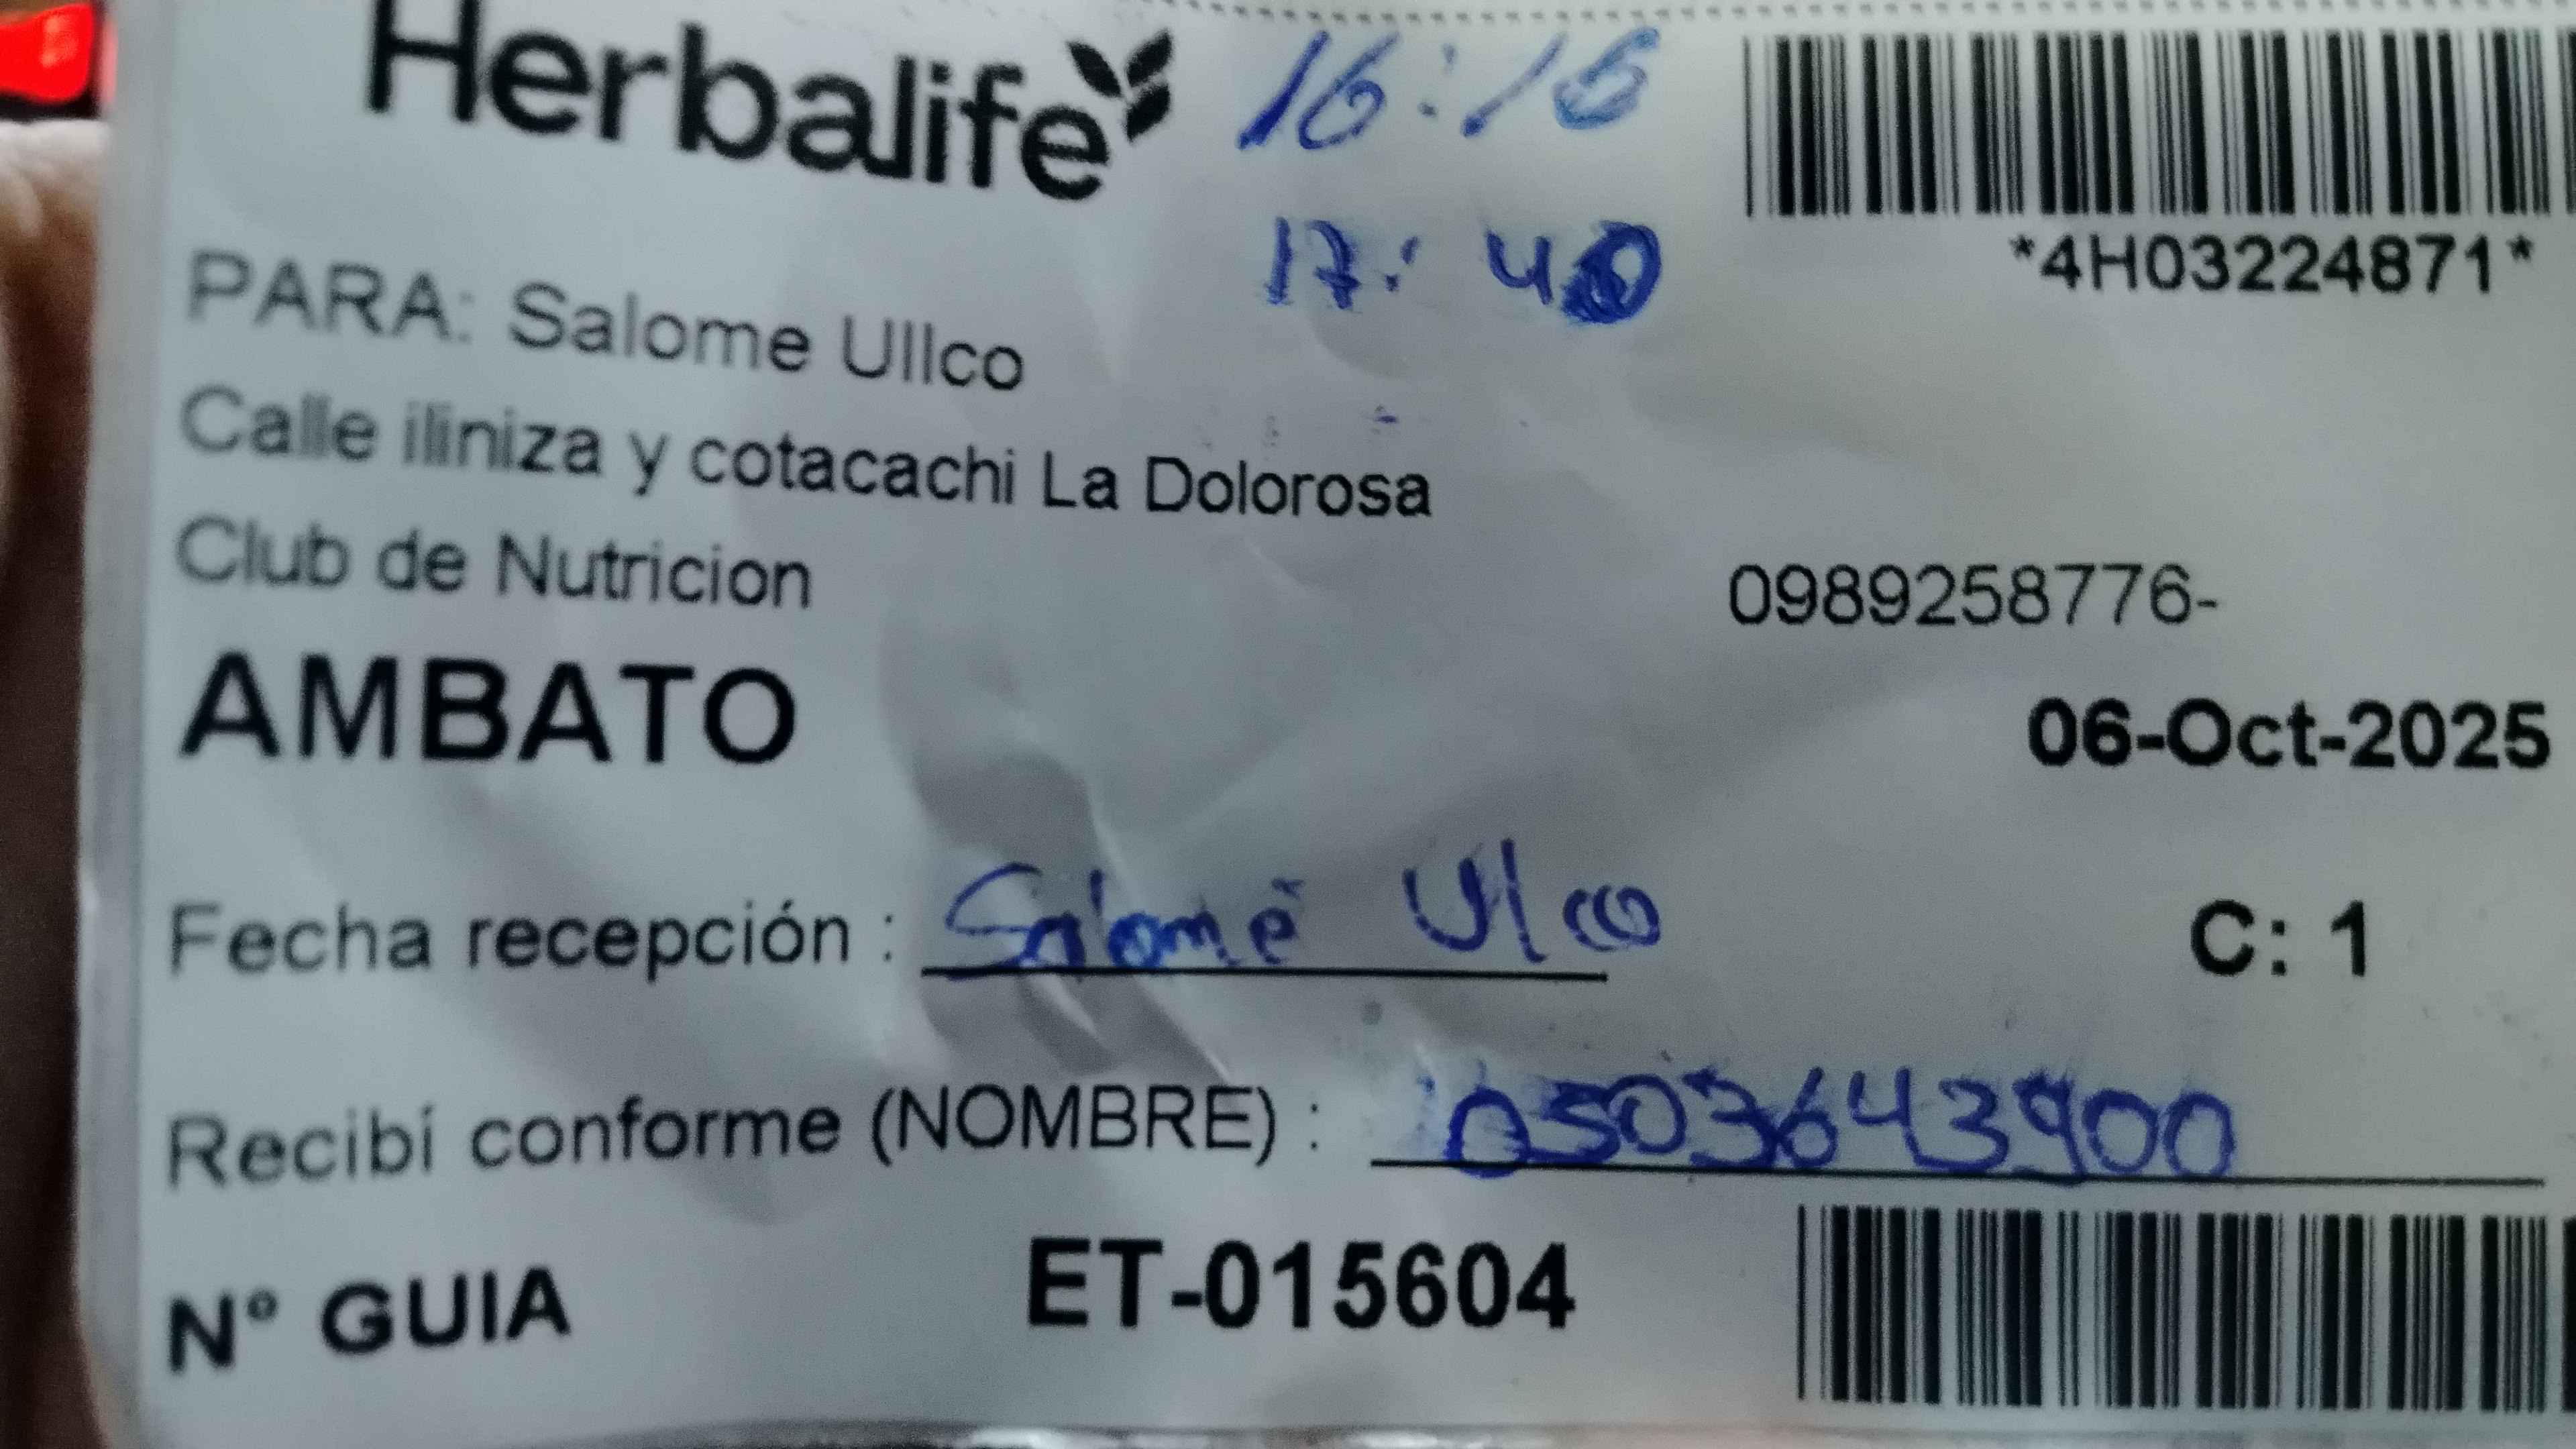 Herbalife
16:15
17:40
*4H03224871*
PARA: Salome Ullco
Calle iliniza y cotacachi La Dolorosa
Club de Nutricion
0989258776-
AMBATO
06-Oct-2025
Fecha recepción : Salomé Ulco
C: 1
Recibí conforme (NOMBRE) : 0503643900
N° GUIA ET-015604